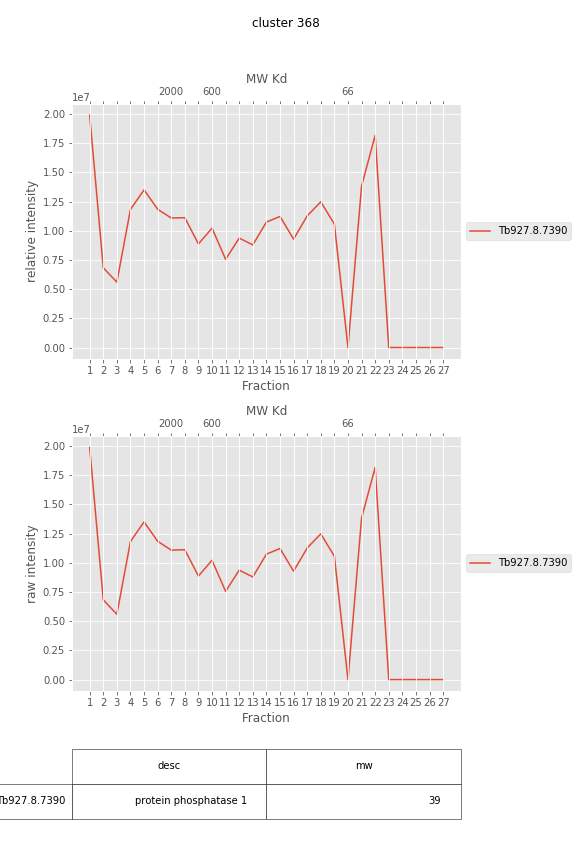 cluster 368
MW Kd
2000 600 66
1e7
2.00
1.75
1.50
1.25
1.00
0.75
0.50
0.25
0.00
relative intensity
Tb927.8.7390
1 2 3 4 5 6 7 8 9 10 11 12 13 14 15 16 17 18 19 20 21 22 23 24 25 26 27
Fraction
MW Kd
2000 600 66
1e7
2.00
1.75
1.50
1.25
1.00
0.75
0.50
0.25
0.00
raw intensity
Tb927.8.7390
1 2 3 4 5 6 7 8 9 10 11 12 13 14 15 16 17 18 19 20 21 22 23 24 25 26 27
Fraction
desc mw
Tb927.8.7390 protein phosphatase 1 39